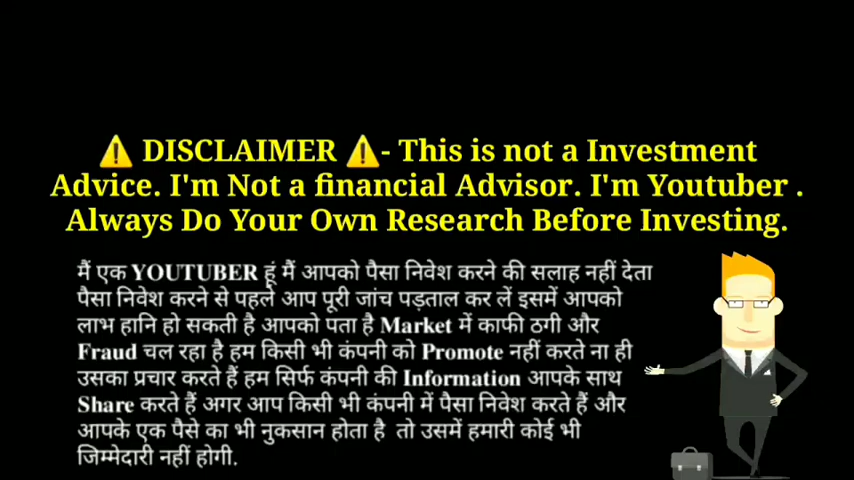 ⚠️ DISCLAIMER ⚠️- This is not a Investment
Advice. I'm Not a financial Advisor. I'm Youtuber .
Always Do Your Own Research Before Investing.
मैं एक YOUTUBER हूं मैं आपको पैसा निवेश करने की सलाह नहीं देता
पैसा निवेश करने से पहले आप पूरी जांच पड़ताल कर लें इसमें आपको
लाभ हानि हो सकती है आपको पता है Market में काफी ठगी और
Fraud चल रहा है हम किसी भी कंपनी को Promote नहीं करते ना ही
उसका प्रचार करते हैं हम सिर्फ कंपनी की Information आपके साथ
Share करते हैं अगर आप किसी भी कंपनी में पैसा निवेश करते हैं और
आपके एक पैसे का भी नुकसान होता है तो उसमें हमारी कोई भी
जिम्मेदारी नहीं होगी.